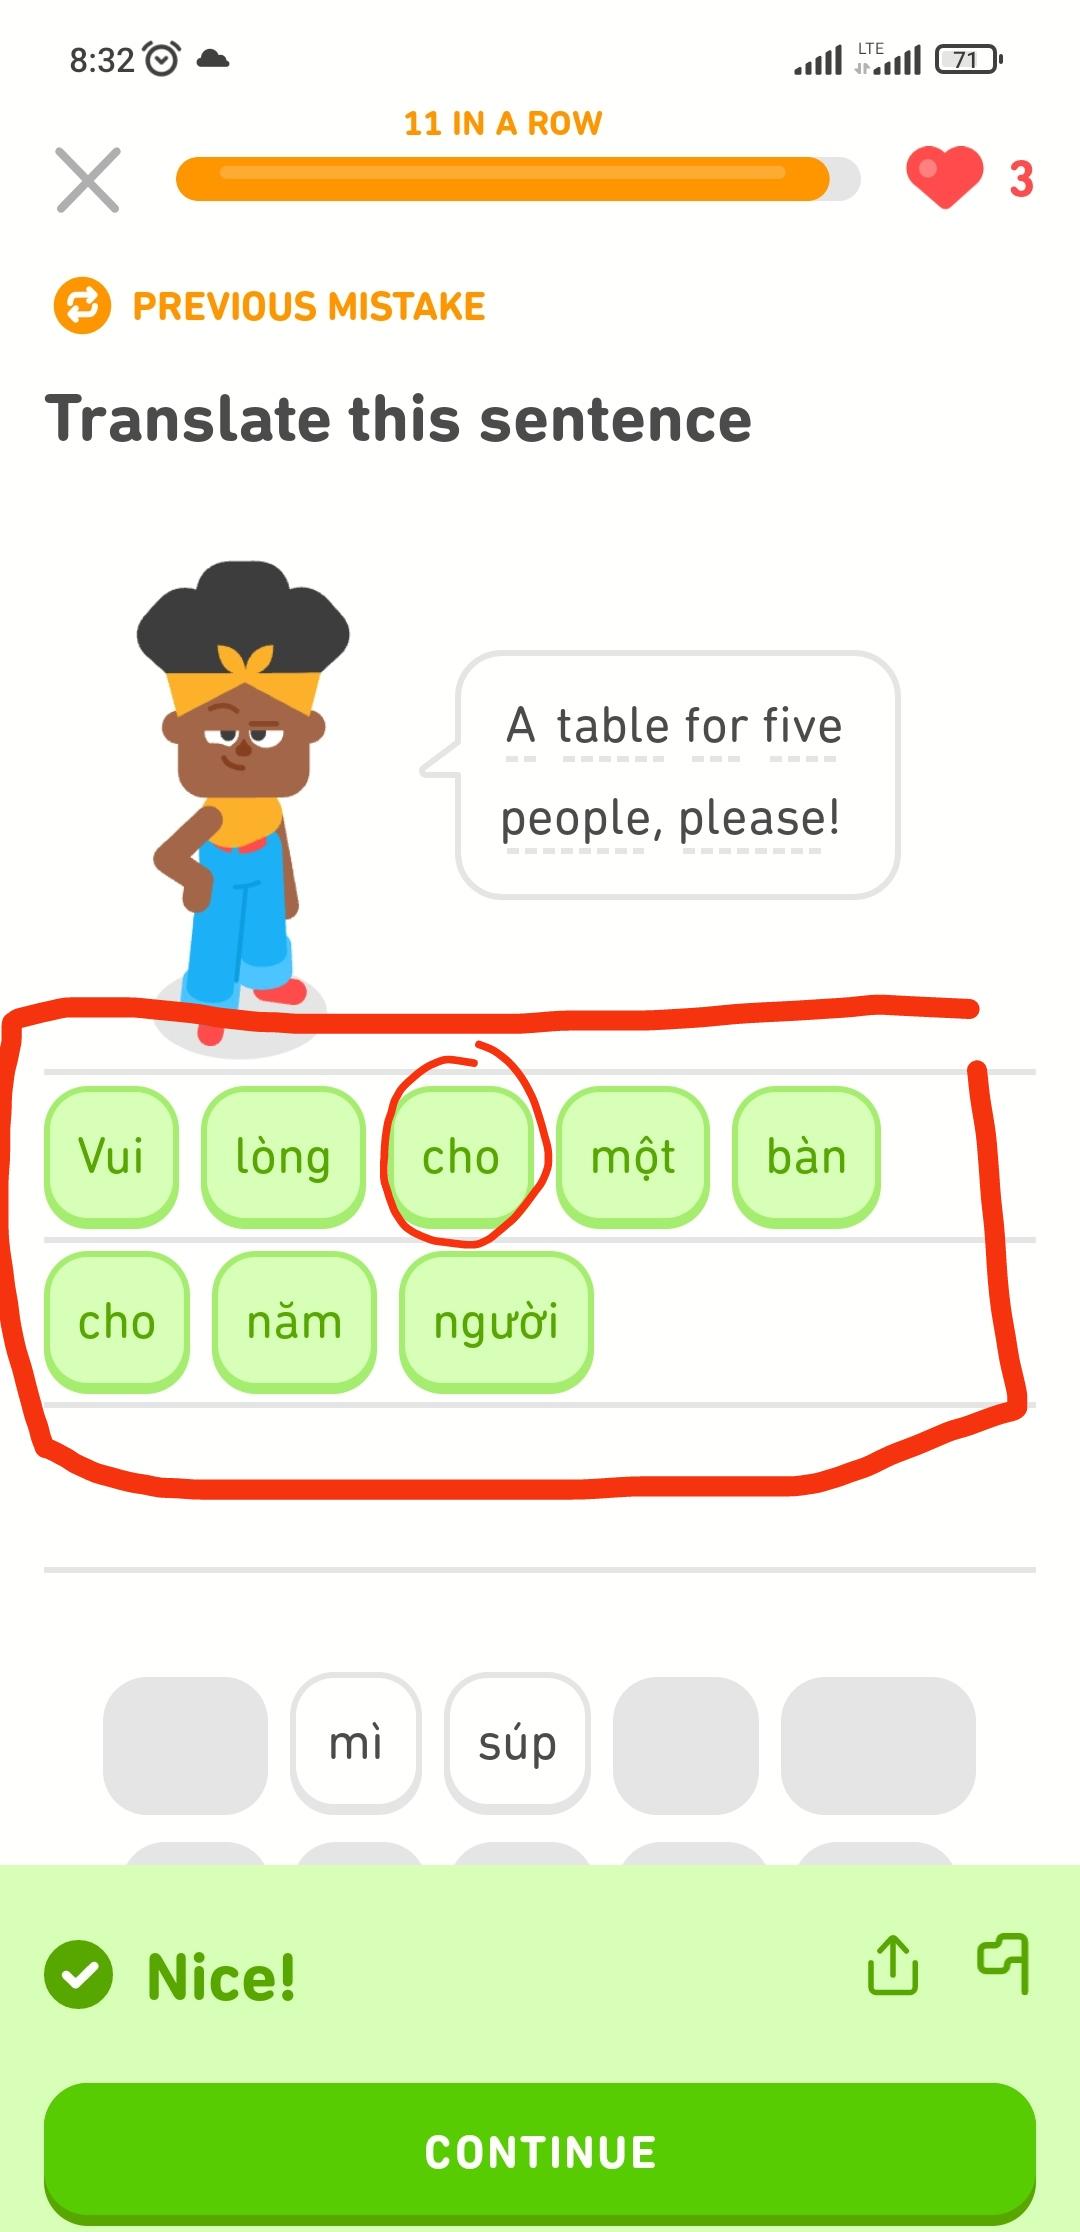 8:32 LTE 71
11 IN A ROW
3
PREVIOUS MISTAKE
Translate this sentence
A table for five
people, please!
Vui lòng cho một bàn
cho năm người
mì súp
Nice!
CONTINUE